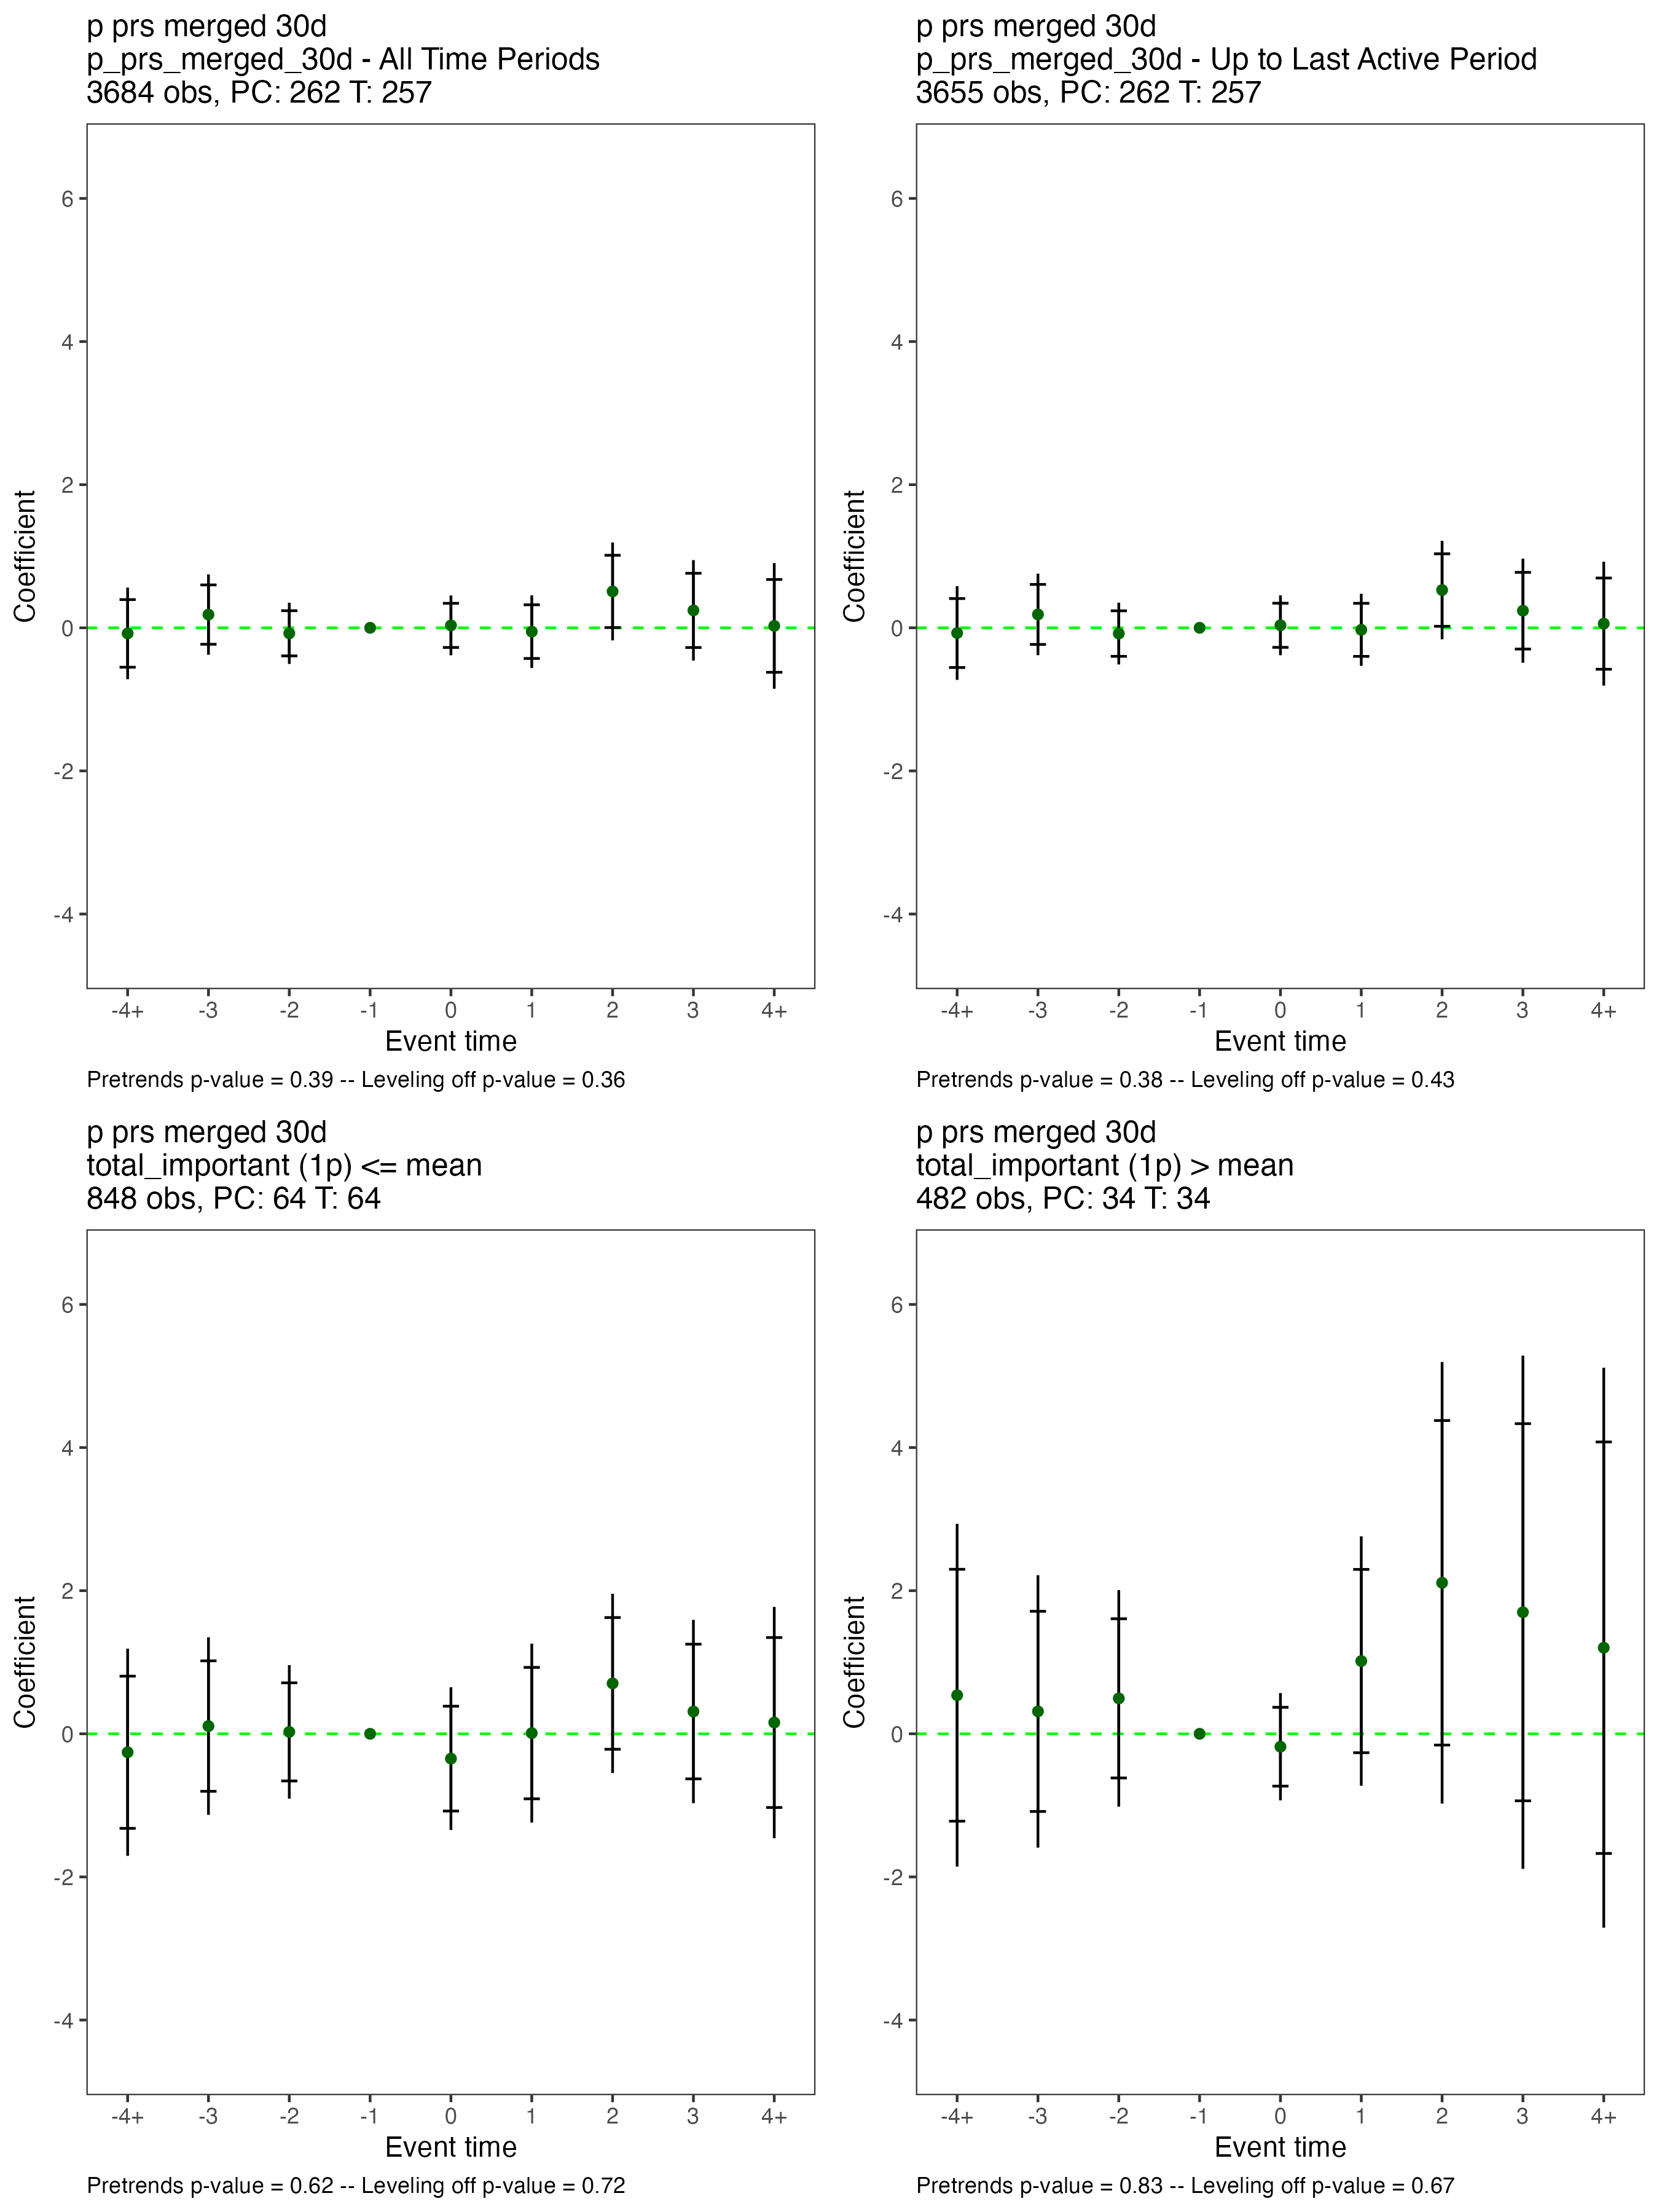 p prs merged 30d
p_prs_merged_30d - All Time Periods
3684 obs, PC: 262 T: 257
Coefficient
6
4
2
0
-2
-4
-4+ -3 -2 -1 0 1 2 3 4+
Event time
Pretrends p-value = 0.39 -- Leveling off p-value = 0.36
p prs merged 30d
p_prs_merged_30d - Up to Last Active Period
3655 obs, PC: 262 T: 257
Coefficient
6
4
2
0
-2
-4
-4+ -3 -2 -1 0 1 2 3 4+
Event time
Pretrends p-value = 0.38 -- Leveling off p-value = 0.43
p prs merged 30d
total_important (1p) <= mean
848 obs, PC: 64 T: 64
Coefficient
6
4
2
0
-2
-4
-4+ -3 -2 -1 0 1 2 3 4+
Event time
Pretrends p-value = 0.62 -- Leveling off p-value = 0.72
p prs merged 30d
total_important (1p) > mean
482 obs, PC: 34 T: 34
Coefficient
6
4
2
0
-2
-4
-4+ -3 -2 -1 0 1 2 3 4+
Event time
Pretrends p-value = 0.83 -- Leveling off p-value = 0.67